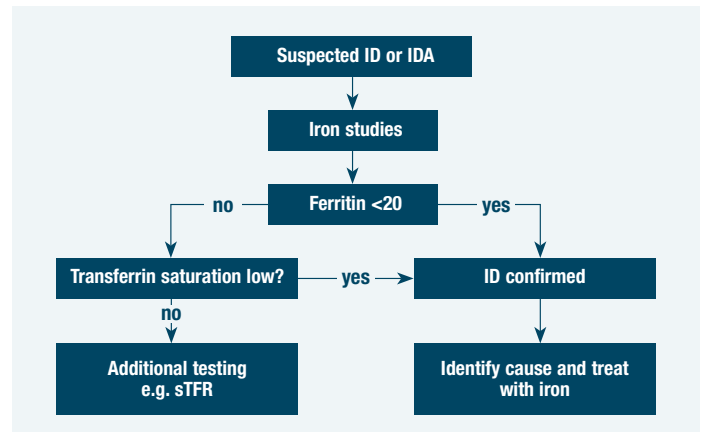 Suspected ID or IDA
Iron studies
no
Ferritin <20
yes
Transferrin saturation low?
yes
ID confirmed
no
Additional testing
e.g. sTFR
Identify cause and treat
with iron